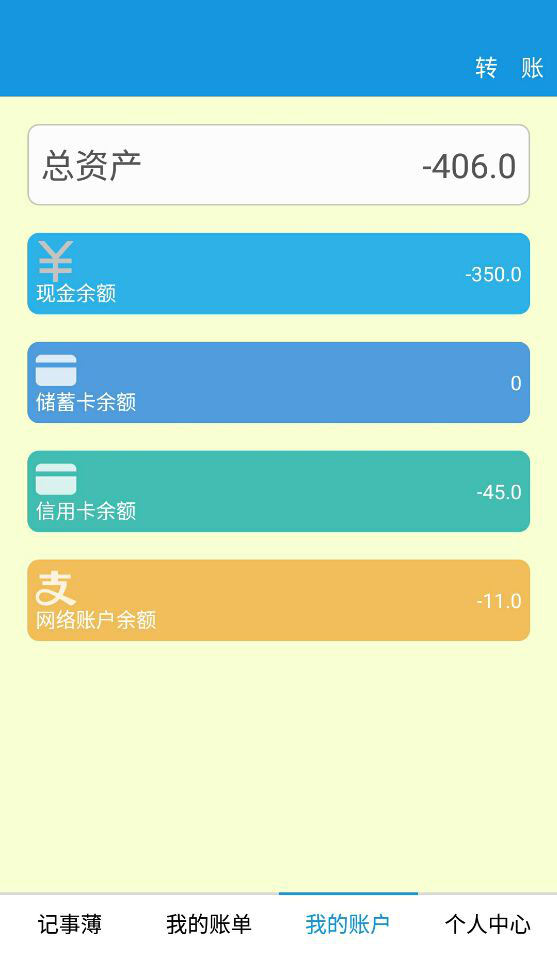 转 账
总资产 -406.0
¥
现金余额 -350.0
储蓄卡余额 0
信用卡余额 -45.0
支
网络账户余额 -11.0
记事薄 我的账单 我的账户 个人中心